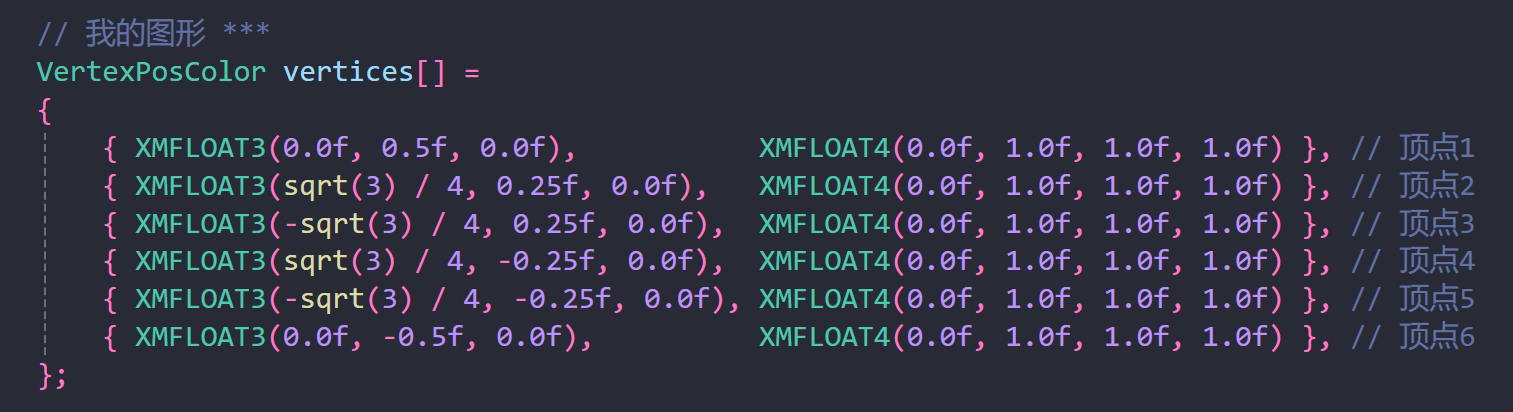 // 我的图形 ***
VertexPosColor vertices[] =
{
    { XMFLOAT3(0.0f, 0.5f, 0.0f),           XMFLOAT4(0.0f, 1.0f, 1.0f, 1.0f) }, // 顶点1
    { XMFLOAT3(sqrt(3) / 4, 0.25f, 0.0f),   XMFLOAT4(0.0f, 1.0f, 1.0f, 1.0f) }, // 顶点2
    { XMFLOAT3(-sqrt(3) / 4, 0.25f, 0.0f),  XMFLOAT4(0.0f, 1.0f, 1.0f, 1.0f) }, // 顶点3
    { XMFLOAT3(sqrt(3) / 4, -0.25f, 0.0f),  XMFLOAT4(0.0f, 1.0f, 1.0f, 1.0f) }, // 顶点4
    { XMFLOAT3(-sqrt(3) / 4, -0.25f, 0.0f), XMFLOAT4(0.0f, 1.0f, 1.0f, 1.0f) }, // 顶点5
    { XMFLOAT3(0.0f, -0.5f, 0.0f),          XMFLOAT4(0.0f, 1.0f, 1.0f, 1.0f) }, // 顶点6
};